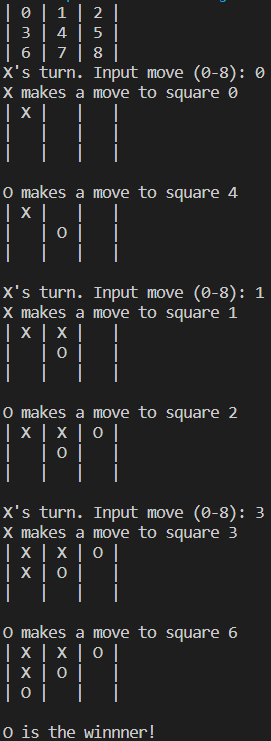 | 0 | 1 | 2 |
| 3 | 4 | 5 |
| 6 | 7 | 8 |
X's turn. Input move (0-8): 0
X makes a move to square 0
| X |   |   |
|   |   |   |
|   |   |   |

O makes a move to square 4
| X |   |   |
|   | O |   |
|   |   |   |

X's turn. Input move (0-8): 1
X makes a move to square 1
| X | X |   |
|   | O |   |
|   |   |   |

O makes a move to square 2
| X | X | O |
|   | O |   |
|   |   |   |

X's turn. Input move (0-8): 3
X makes a move to square 3
| X | X | O |
| X | O |   |
|   |   |   |

O makes a move to square 6
| X | X | O |
| X | O |   |
| O |   |   |

O is the winnner!